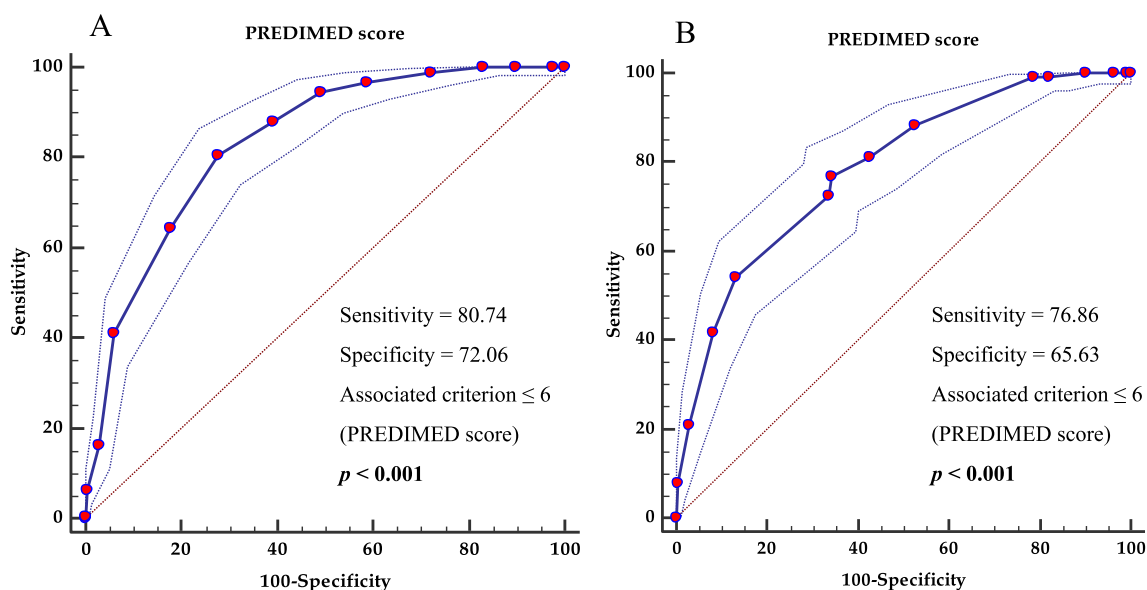 A
PREDIMED score
100
80
60
40
20
0
Sensitivity
Sensitivity = 80.74
Specificity = 72.06
Associated criterion ≤ 6
(PREDIMED score)
p < 0.001
0 20 40 60 80 100
100-Specificity
B
PREDIMED score
100
80
60
40
20
0
Sensitivity
Sensitivity = 76.86
Specificity = 65.63
Associated criterion ≤ 6
(PREDIMED score)
p < 0.001
0 20 40 60 80 100
100-Specificity